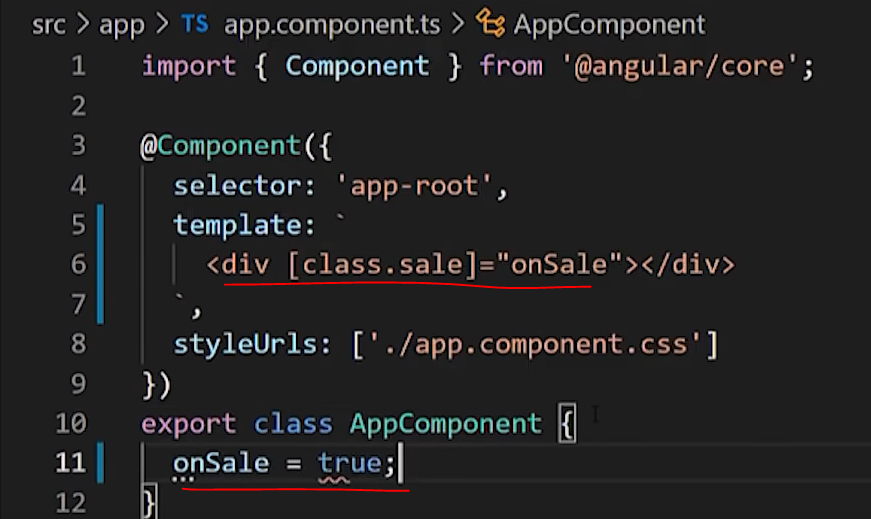 src > app > TS app.component.ts > AppComponent
1 import { Component } from '@angular/core';
2
3 @Component({
4 selector: 'app-root',
5 template: `
6 <div [class.sale]="onSale"></div>
7 `,
8 styleUrls: ['./app.component.css']
9 })
10 export class AppComponent {
11 onSale = true;
12 }